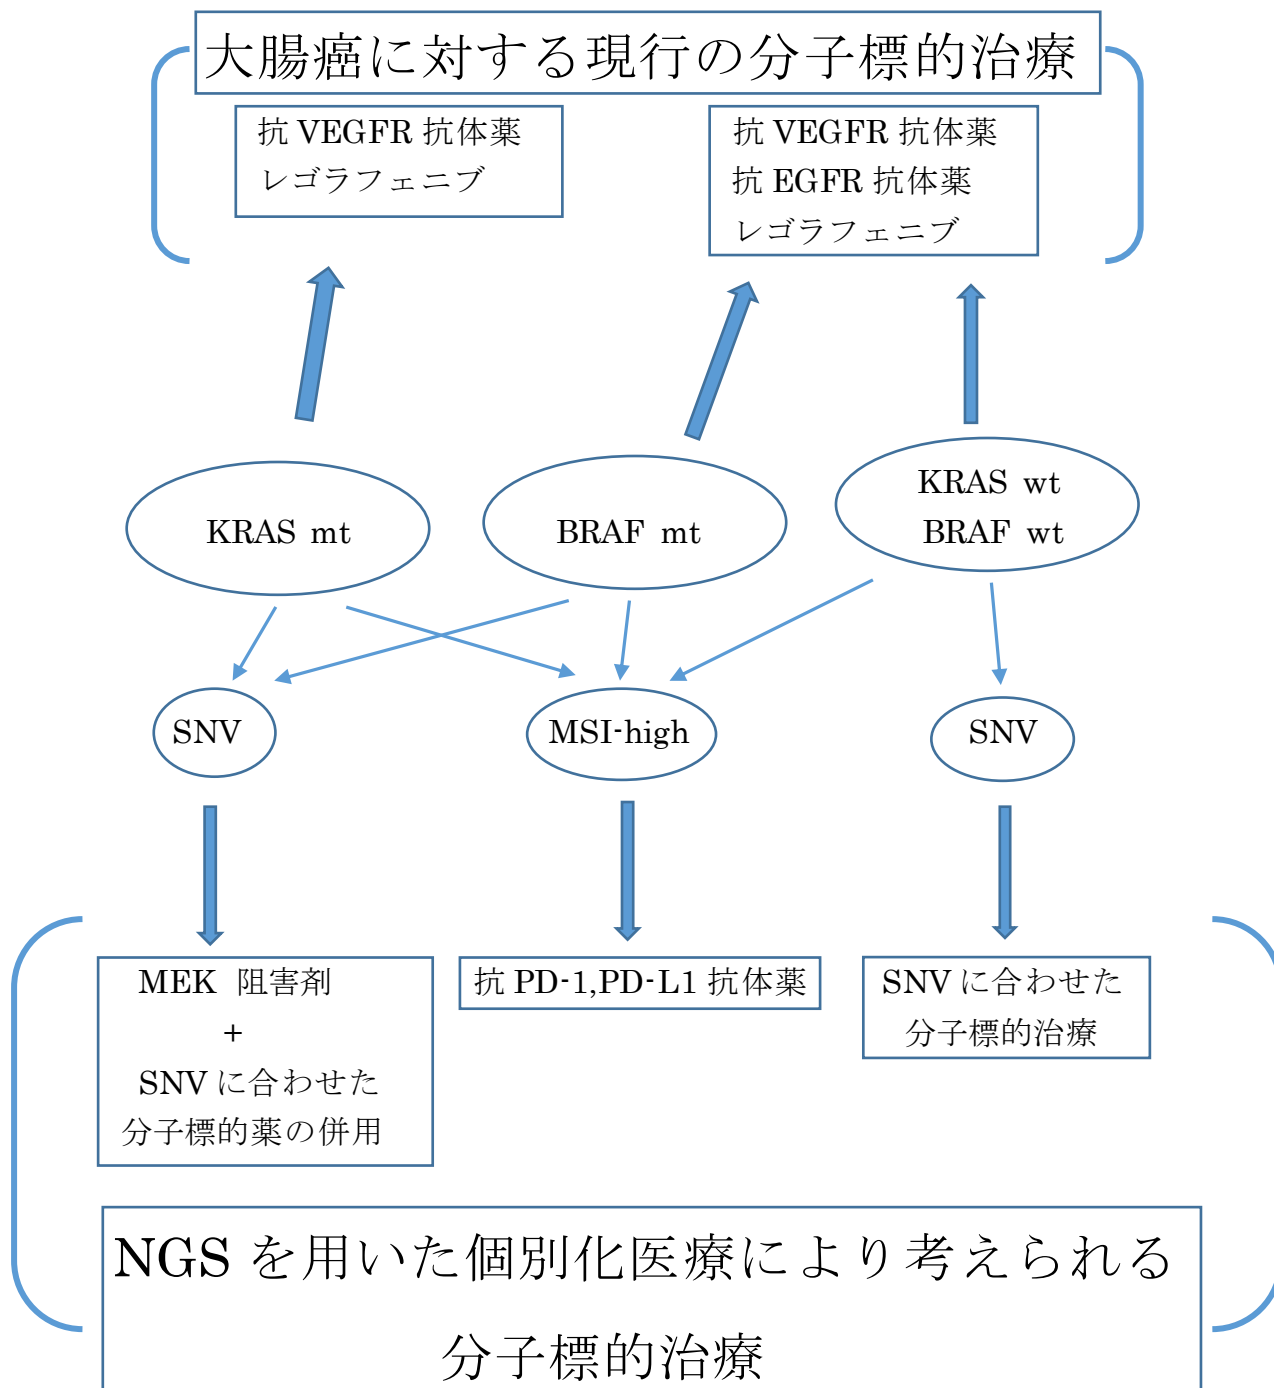 大腸癌に対する現行の分子標的治療
抗 VEGFR 抗体薬
レゴラフェニブ
抗 VEGFR 抗体薬
抗 EGFR 抗体薬
レゴラフェニブ
KRAS mt
BRAF mt
KRAS wt
BRAF wt
SNV
MSI-high
SNV
MEK 阻害剤
+
SNV に合わせた
分子標的薬の併用
抗 PD-1,PD-L1 抗体薬
SNV に合わせた
分子標的治療
NGS を用いた個別化医療により考えられる
分子標的治療